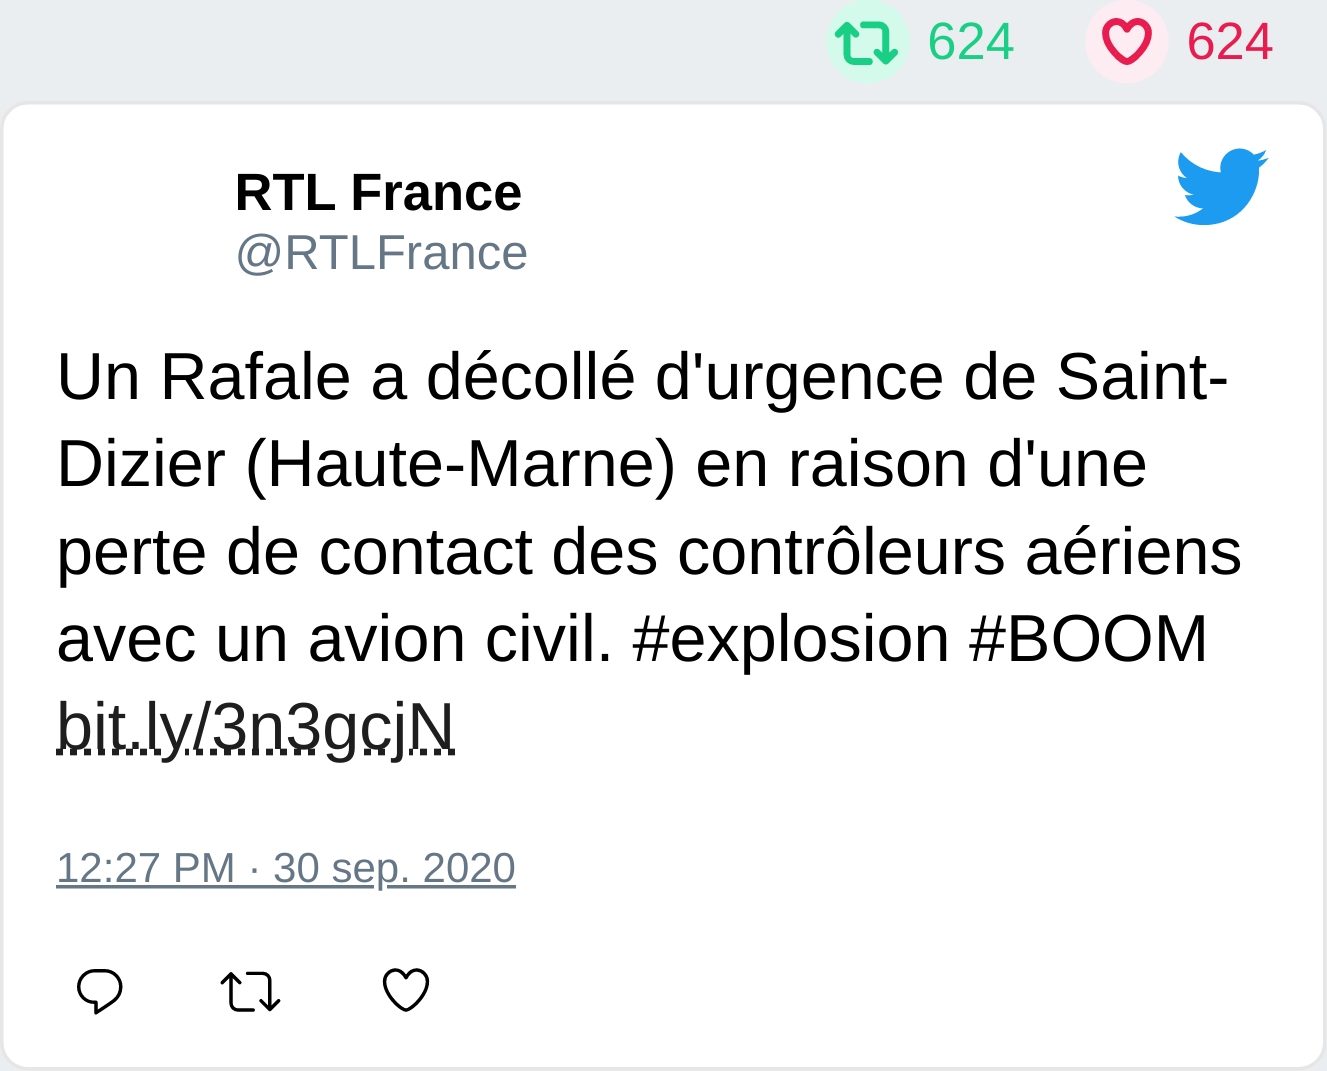 624 624
RTL France
@RTLFrance
Un Rafale a décollé d'urgence de Saint-
Dizier (Haute-Marne) en raison d'une
perte de contact des contrôleurs aériens
avec un avion civil. #explosion #BOOM
bit.ly/3n3gcjN
12:27 PM · 30 sep. 2020